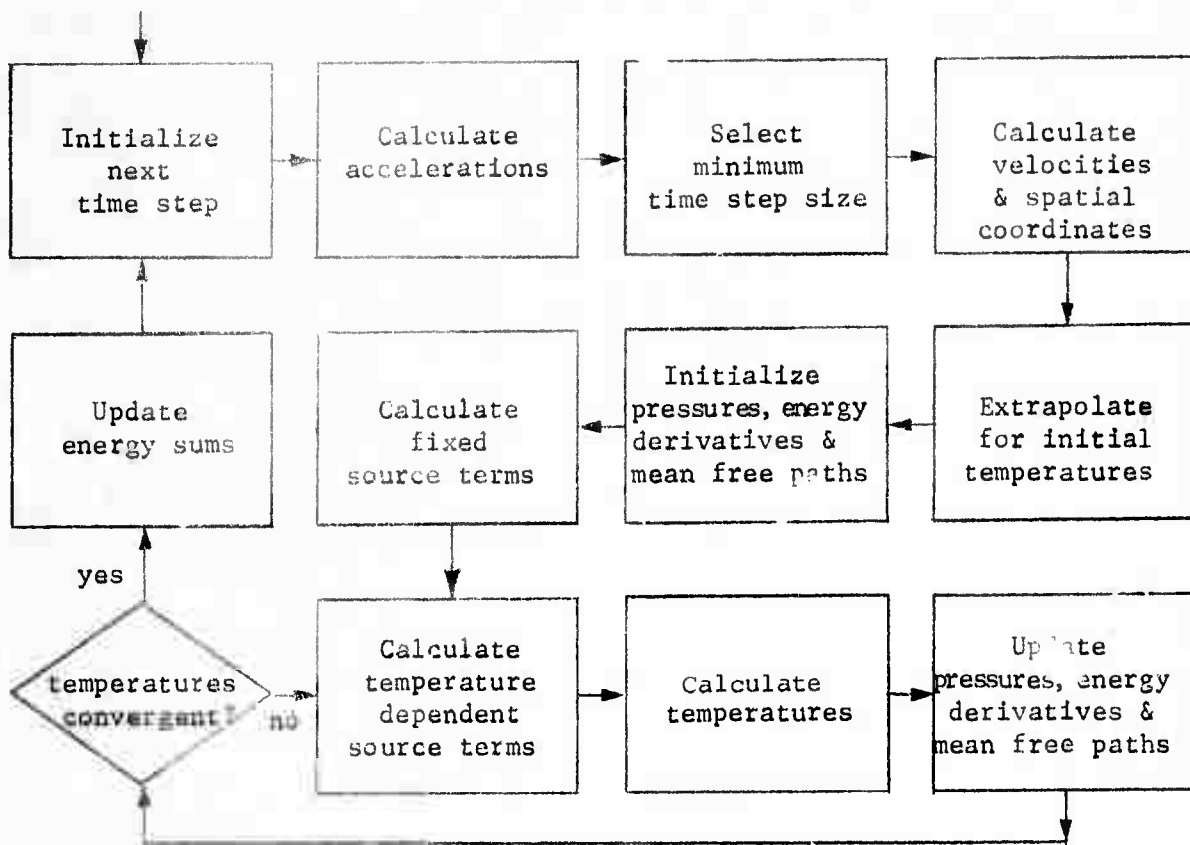 Initialize
next
time step
Calculate
accelerations
Select
minimum
time step size
Calculate
velocities
& spatial
coordinates
Update
energy sums
Calculate
fixed
source terms
Initialize
pressures, energy
derivatives &
mean free paths
Extrapolate
for initial
temperatures
yes
temperatures
convergent?
no
Calculate
temperature
dependent
source terms
Calculate
temperatures
Update
pressures, energy
derivatives &
mean free paths